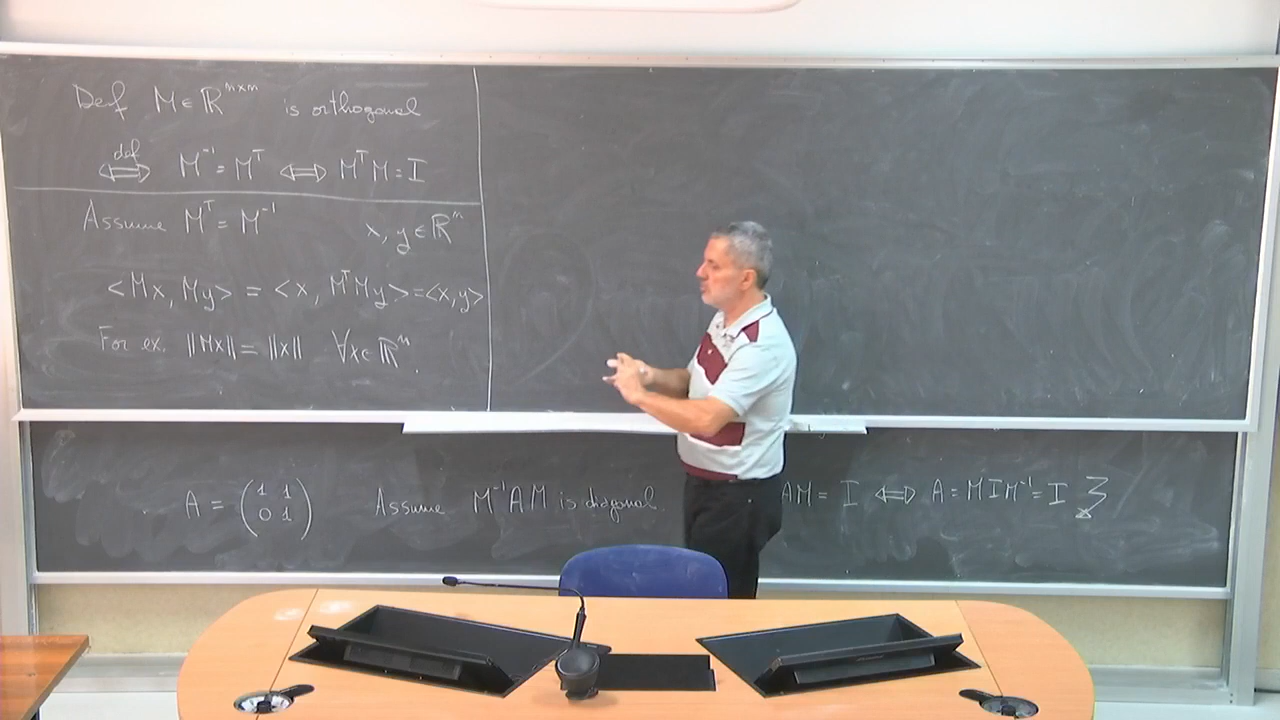 Def M ∈ ℝⁿˣⁿ is orthogonal
⇔ def M⁻¹ = Mᵀ ⇔ MᵀM = I
Assume Mᵀ = M⁻¹ x, y ∈ ℝⁿ
<Mx, My> = <x, MᵀMy> = <x, y>
For ex. ||Mx|| = ||x|| ∀x ∈ ℝⁿ.
A = (1 1
0 1) Assume M⁻¹AM is diagonal AM = I ⇔ A = M I M⁻¹ = I